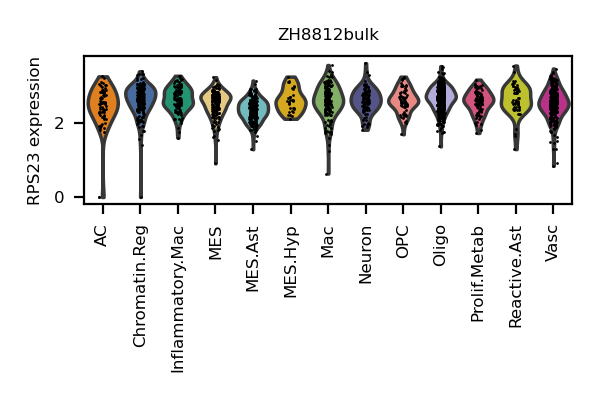 ZH8812bulk
RPS23 expression
2
0
AC
Chromatin.Reg
Inflammatory.Mac
MES
MES.Ast
MES.Hyp
Mac
Neuron
OPC
Oligo
Prolif.Metab
Reactive.Ast
Vasc